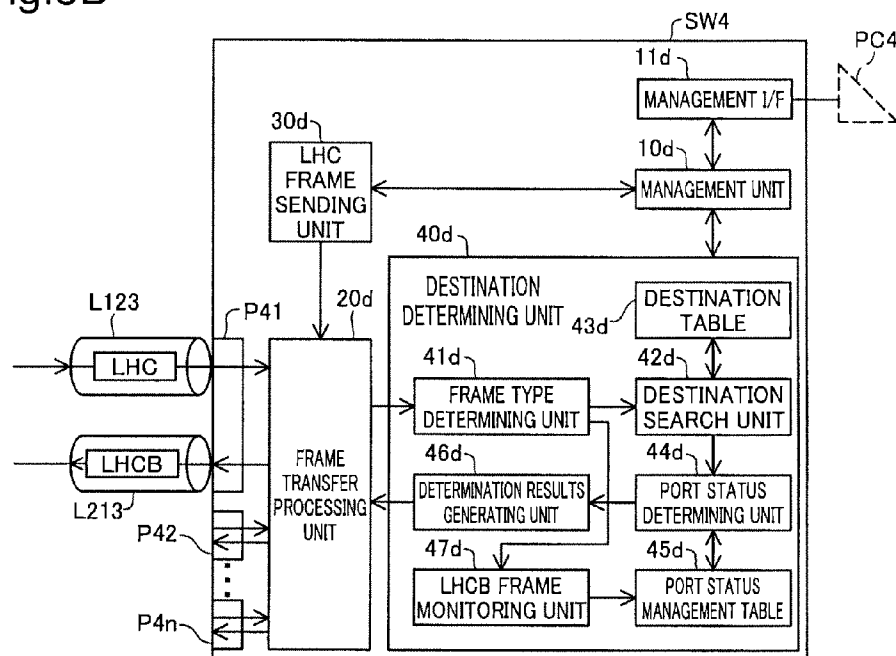 Fig.3B
SW4
PC4
11d
MANAGEMENT I/F
30d
LHC
FRAME
SENDING
UNIT
10d
MANAGEMENT UNIT
40d
DESTINATION
DETERMINING UNIT
DESTINATION
TABLE
43d
L123
P41
20d
LHC
41d
FRAME TYPE
DETERMINING UNIT
42d
DESTINATION
SEARCH UNIT
LHCB
L213
FRAME
TRANSFER
PROCESSING
UNIT
46d
DETERMINATION RESULTS
GENERATING UNIT
44d
PORT STATUS
DETERMINING UNIT
P42
47d
LHCB FRAME
MONITORING UNIT
45d
PORT STATUS
MANAGEMENT TABLE
P4n